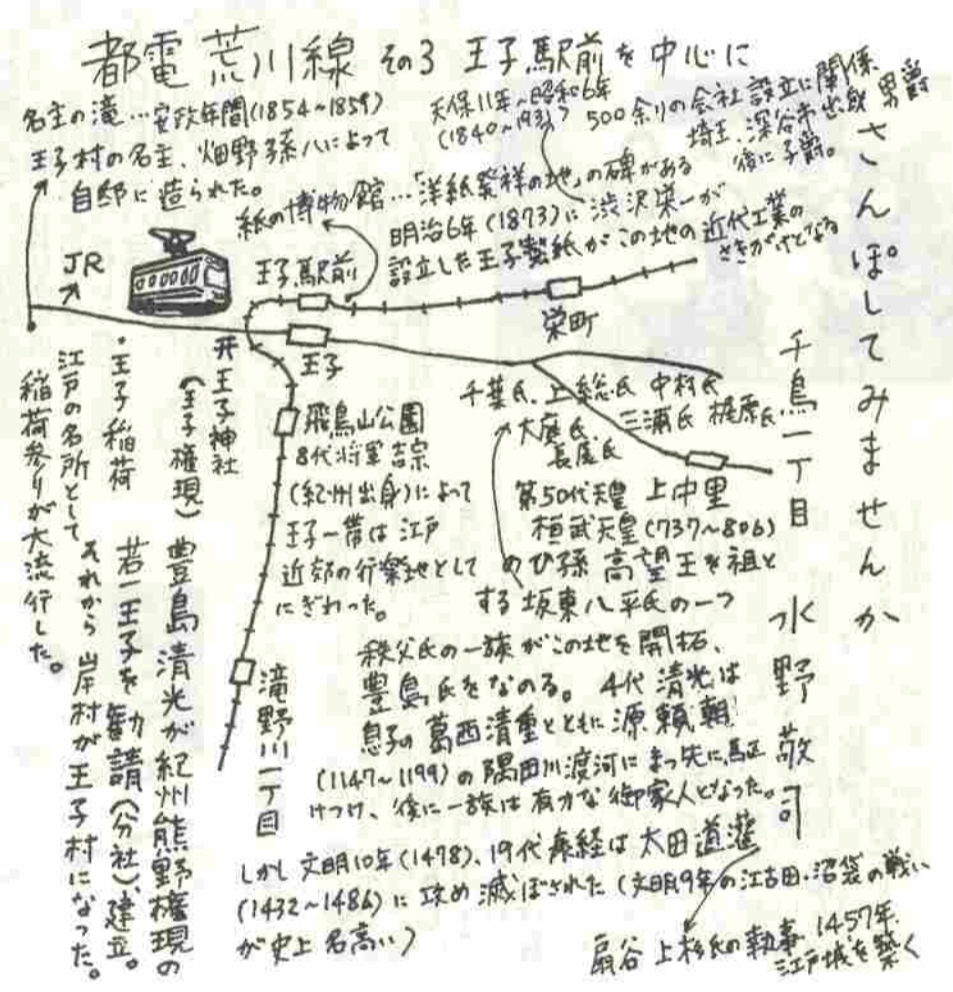 都電荒川線 その3 王子駅前を中心に
さんぽしてみませんか
千鳥一丁目 水野敬司
名主の滝…安政年間(1854~1859)
王子村の名主、畑野孫八によって
自邸に造られた。
天保11年~昭和6年
(1840~1931)
500余りの会社設立に関係、
埼玉、深谷市出身 男爵
後に子爵。
紙の博物館…「洋紙発祥の地」の碑がある
明治6年(1873)に渋沢栄一が
設立した王子製紙がこの地の近代工業の
さきがけとなる
JR
王子駅前
栄町
王子
王子神社
(王子権現)
豊島清光が紀州熊野権現の
若一王子を勧請(分社)、建立。
それから岸村が王子村になった。
・王子稲荷
江戸の名所として
稲荷参りが大流行した。
飛鳥山公園
8代将軍吉宗
(紀州出身)によって
王子一帯は江戸
近郊の行楽地として
にぎわった。
滝野川一丁目
千葉氏、上総氏 中村氏
大庭氏 三浦氏 梶原氏
長尾氏
上中里
第50代天皇
桓武天皇(737~806)
のひ孫 高望王を祖と
する坂東八平氏の一つ
秩父氏の一族がこの地を開拓、
豊島氏をなのる。4代清光は
息子の葛西清重とともに源頼朝
(1147~1199)の隅田川渡河にまっ先に馬正
けつけ、後に一族は有力な御家人となった。
しかし文明10年(1478)、19代康経は太田道灌
(1432~1486)に攻め滅ぼされた(文明9年の江古田・沼袋の戦い
が史上名高い)
扇谷上杉氏の執事 1457年
江戸城を築く